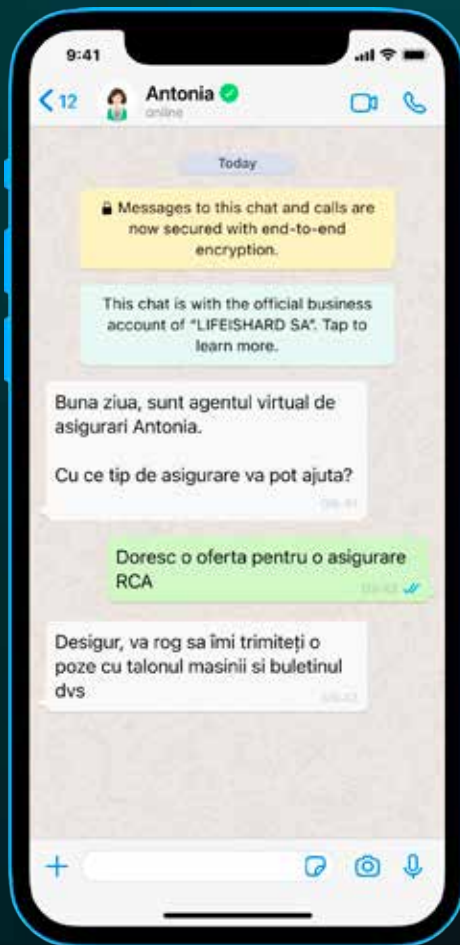 9:41
12
Antonia
online
Today
Messages to this chat and calls are
now secured with end-to-end
encryption.
This chat is with the official business
account of "LIFEISHARD SA". Tap to
learn more.
Buna ziua, sunt agentul virtual de
asigurari Antonia.
Cu ce tip de asigurare va pot ajuta?
Doresc o oferta pentru o asigurare
RCA
Desigur, va rog sa îmi trimiteți o
poze cu talonul masinii si buletinul
dvs